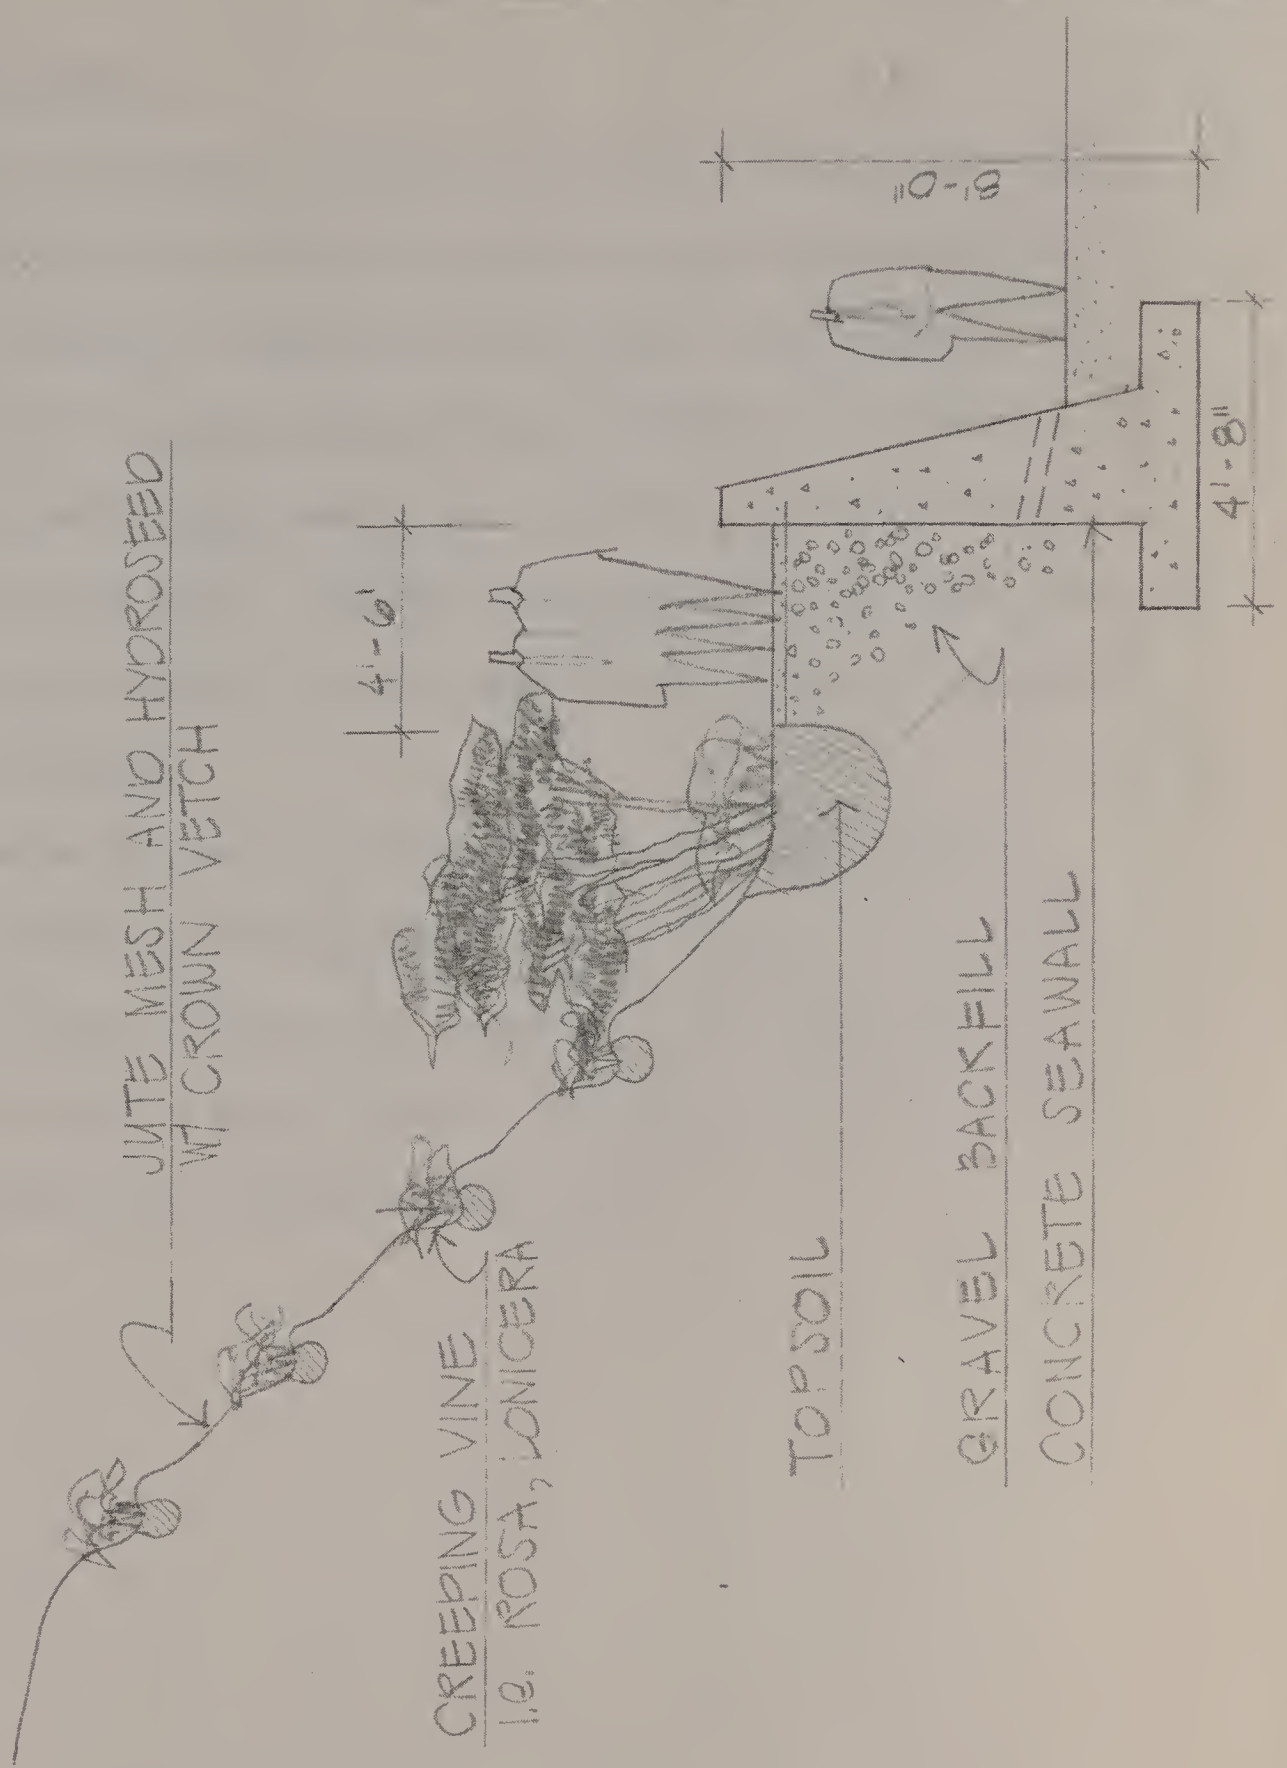 JUTE MESH AND HYDROSEED
W/ CROWN VETCH
4'-6'
8'-0"
CREEPING VINE
I.e. ROSA, LONICERA
TOPSOIL
GRAVEL BACKFILL
CONCRETE SEAWALL
4'-8"